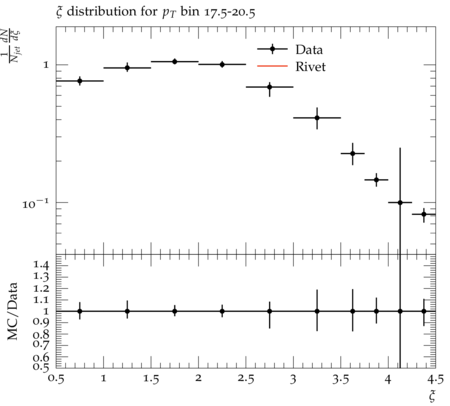 ξ distribution for p_T bin 17.5-20.5
1/N_jet dN/dξ
Data
Rivet
1
10⁻¹
MC/Data
1.4
1.3
1.2
1.1
1
0.9
0.8
0.7
0.6
0.5
0.5 1 1.5 2 2.5 3 3.5 4 4.5
ξ